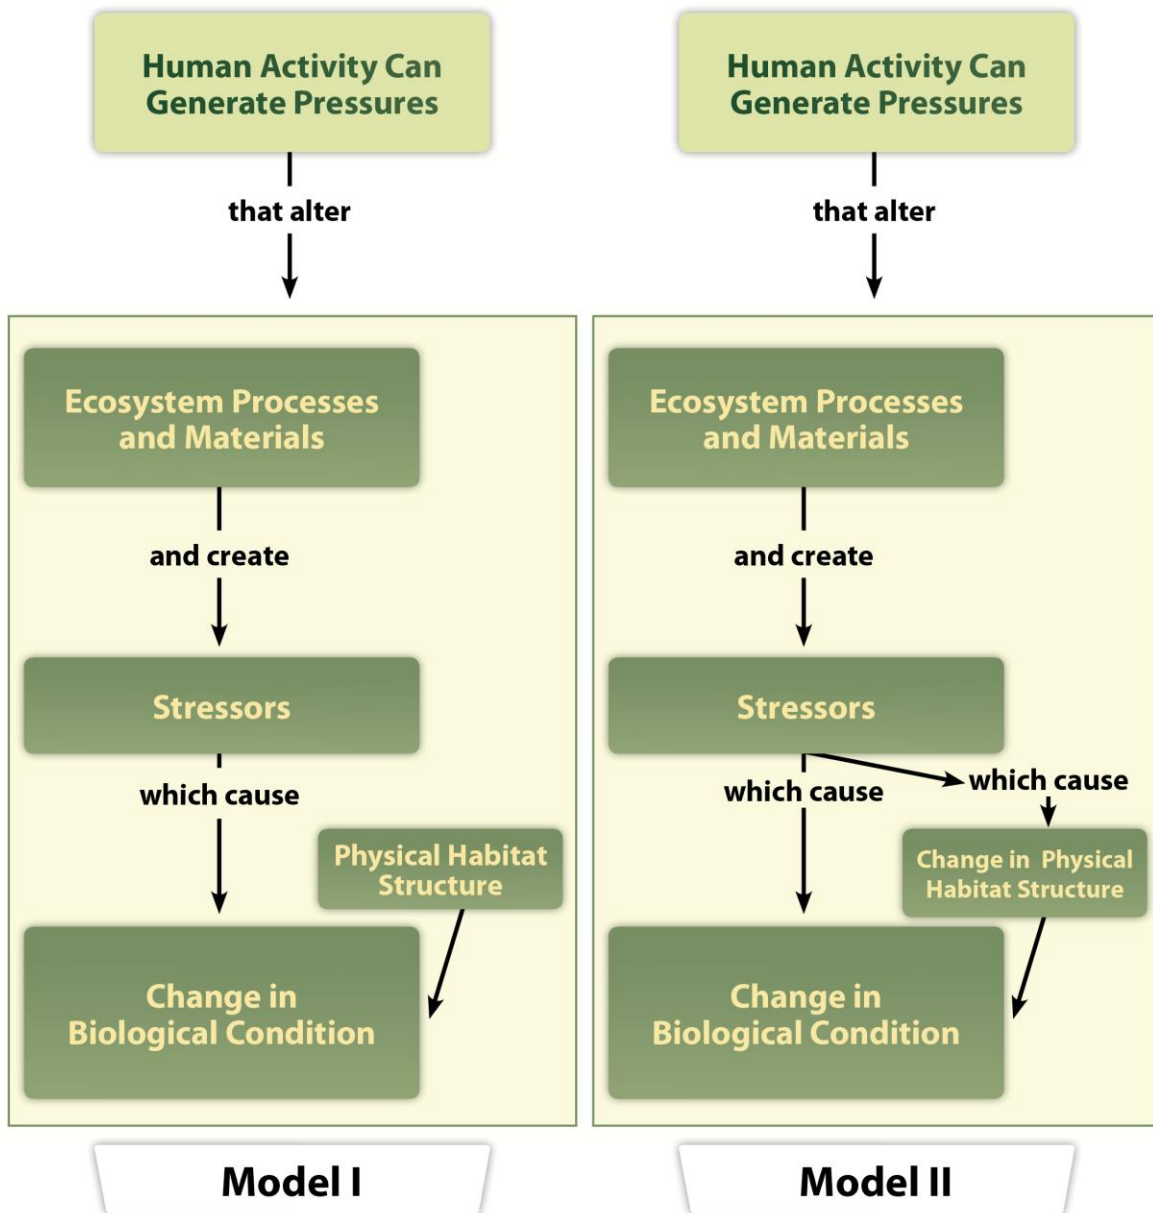 Human Activity Can
Generate Pressures
that alter
Ecosystem Processes
and Materials
and create
Stressors
which cause
Physical Habitat
Structure
Change in
Biological Condition
Model I
Human Activity Can
Generate Pressures
that alter
Ecosystem Processes
and Materials
and create
Stressors
which cause
which cause
Change in Physical
Habitat Structure
Change in
Biological Condition
Model II